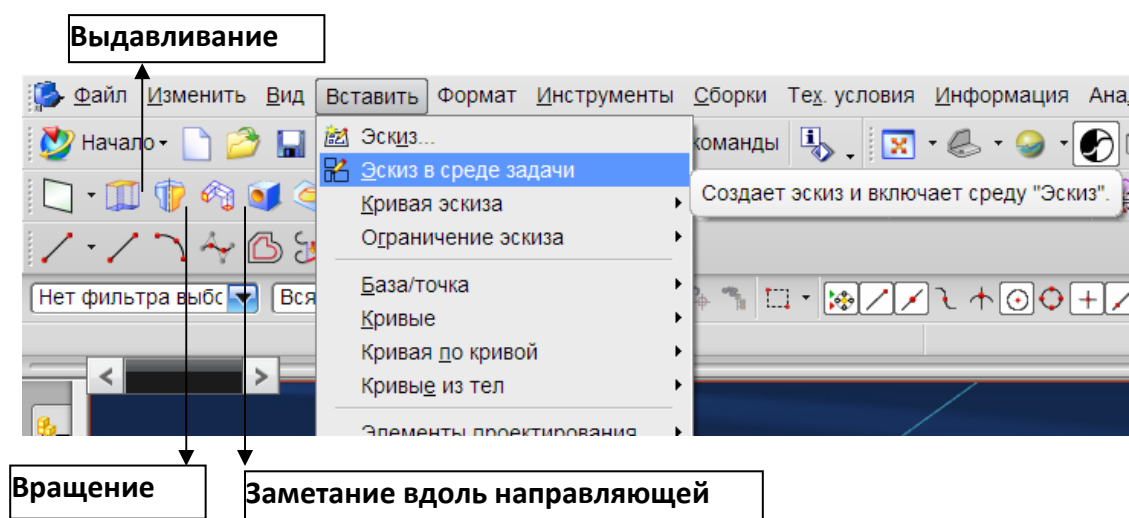 Выдавливание
Файл Изменить Вид Вставить Формат Инструменты Сборки Тех. условия Информация
Начало
Эскиз...
команды
Эскиз в среде задачи
Создает эскиз и включает среду "Эскиз".
Кривая эскиза
Ограничение эскиза
База/точка
Нет фильтра
Вся
Кривые
Кривая по кривой
Кривые из тел
Элементы проектирования
Вращение
Заметание вдоль направляющей